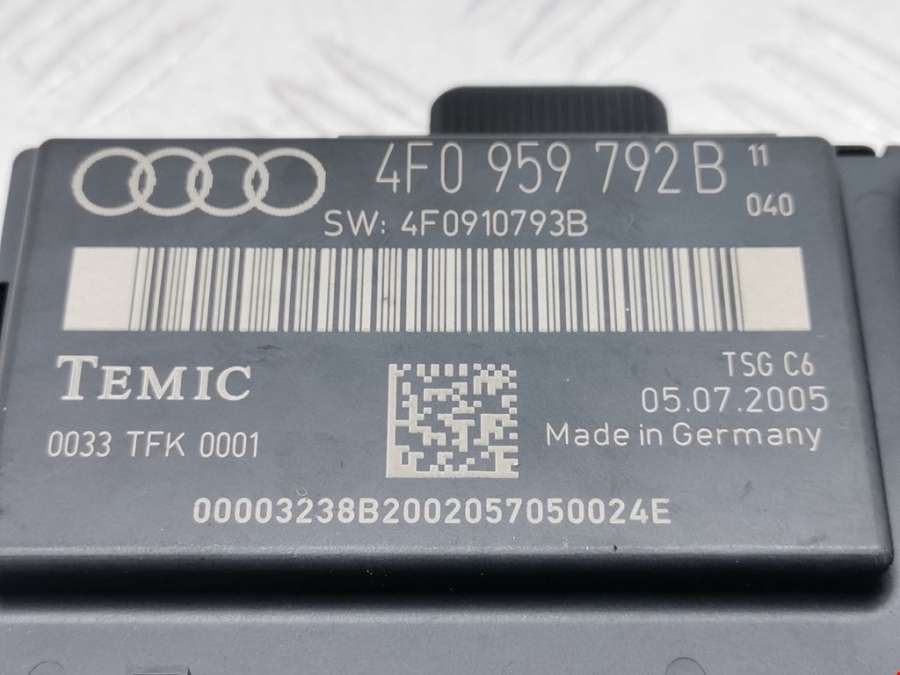 4F0 959 792 B 11
040
SW: 4F0910793B
TEMIC
TSG C6
05.07.2005
0033 TFK 0001
Made in Germany
00003238B2002057050024E